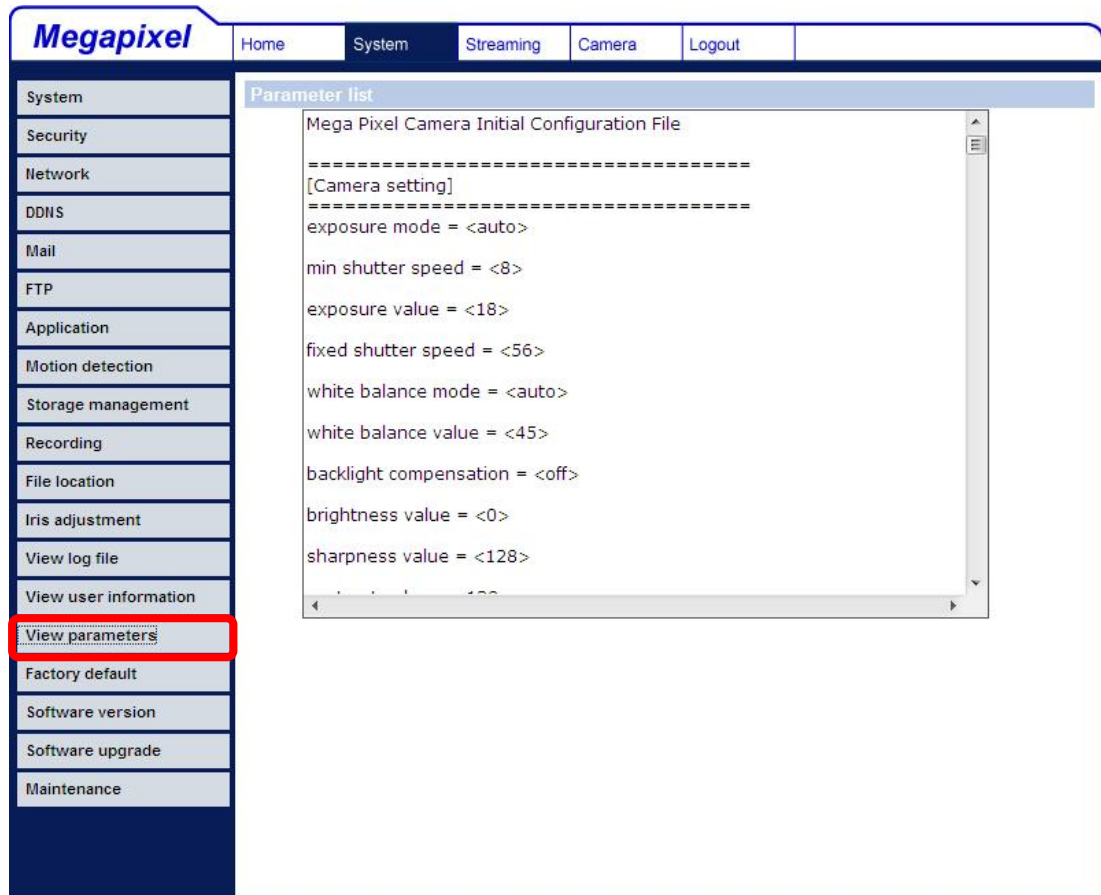 Megapixel
Home System Streaming Camera Logout
System
Security
Network
DDNS
Mail
FTP
Application
Motion detection
Storage management
Recording
File location
Iris adjustment
View log file
View user information
View parameters
Factory default
Software version
Software upgrade
Maintenance
Parameter list
Mega Pixel Camera Initial Configuration File
====================================
[Camera setting]
====================================
exposure mode = <auto>
min shutter speed = <8>
exposure value = <18>
fixed shutter speed = <56>
white balance mode = <auto>
white balance value = <45>
backlight compensation = <off>
brightness value = <0>
sharpness value = <128>